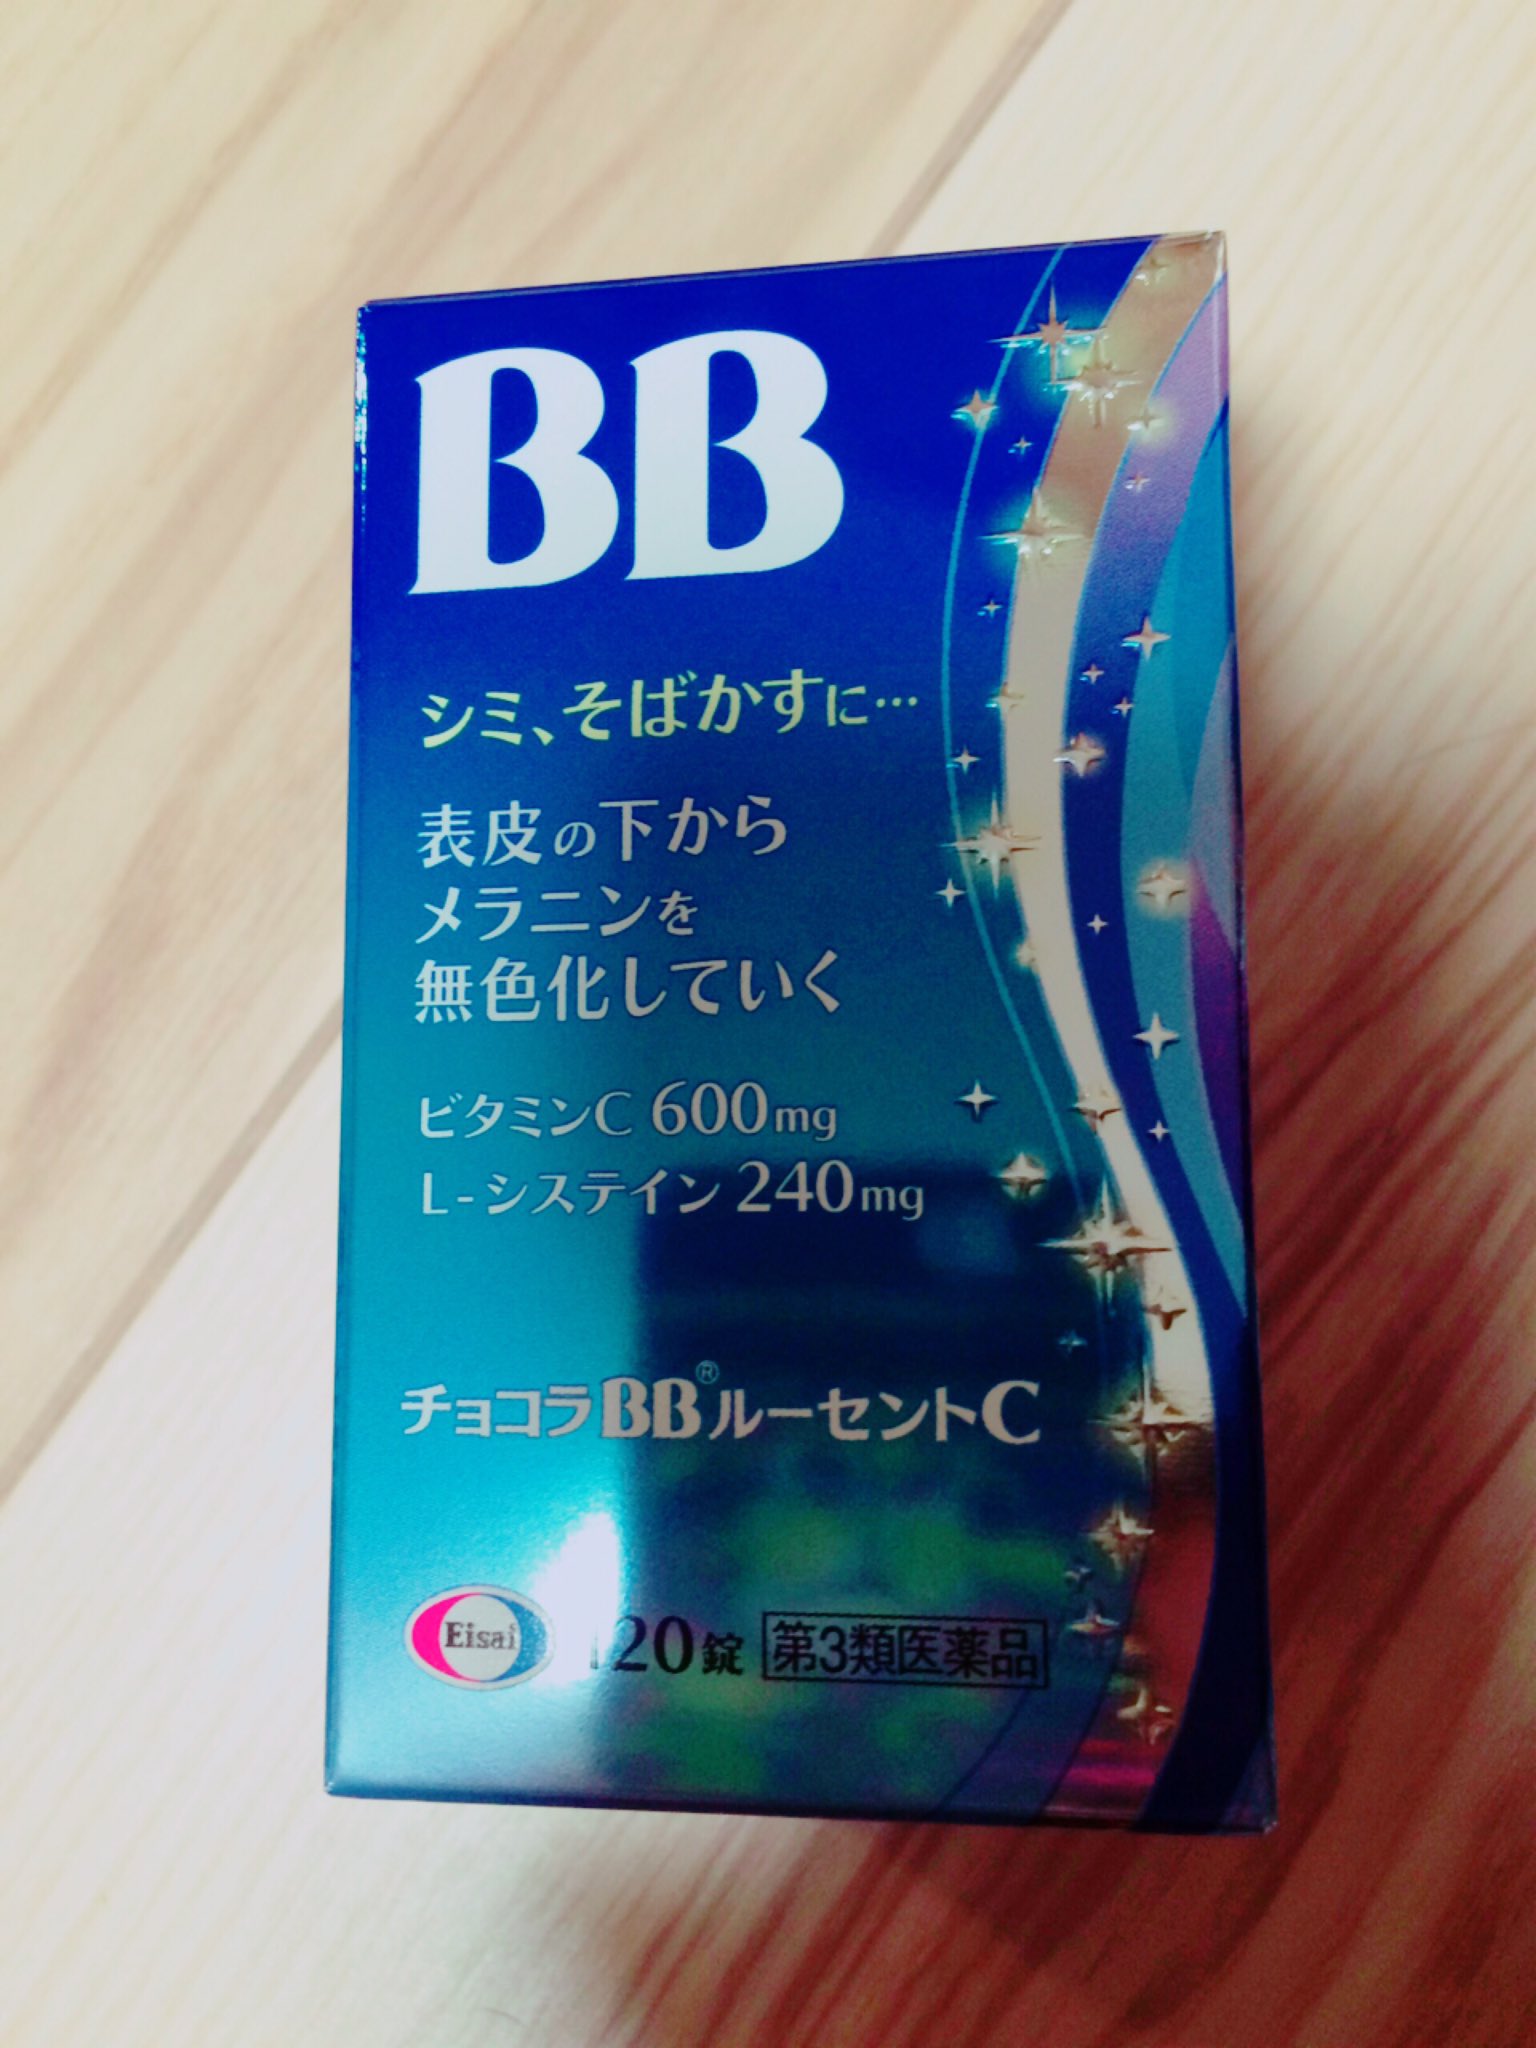 BB
シミ、そばかすに…
表皮の下から
メラニンを
無色化していく
ビタミンC 600mg
L-システイン 240mg
チョコラBB®ルーセントC
Eisai 120錠 第3類医薬品